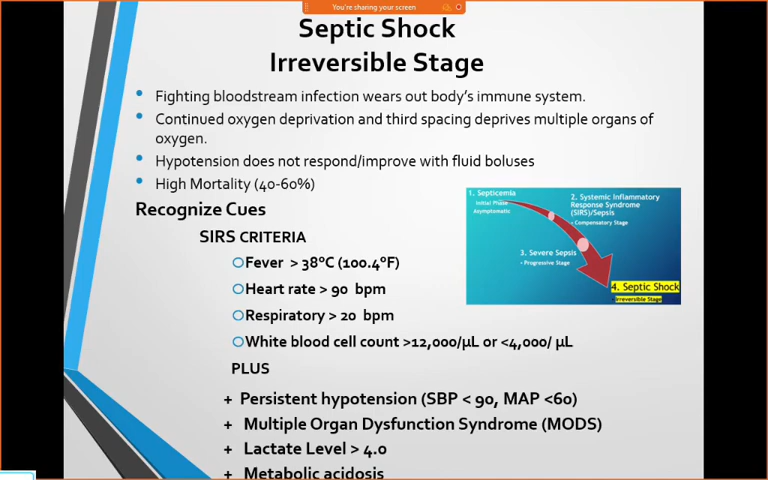 You're sharing your screen
Septic Shock
Irreversible Stage
• Fighting bloodstream infection wears out body's immune system.
• Continued oxygen deprivation and third spacing deprives multiple organs of
oxygen.
• Hypotension does not respond/improve with fluid boluses
• High Mortality (40-60%)
Recognize Cues
SIRS CRITERIA
Fever > 38°C (100.4°F)
Heart rate > 90 bpm
Respiratory > 20 bpm
White blood cell count >12,000/µL or <4,000/ µL
PLUS
+ Persistent hypotension (SBP < 90, MAP <60)
+ Multiple Organ Dysfunction Syndrome (MODS)
+ Lactate Level > 4.0
+ Metabolic acidosis
1. Septicemia
Initial Phase
Asymptomatic
2. Systemic Inflammatory
Response Syndrome
(SIRS)/Sepsis
• Compensatory Stage
3. Severe Sepsis
• Progressive Stage
4. Septic Shock
• Irreversible Stage